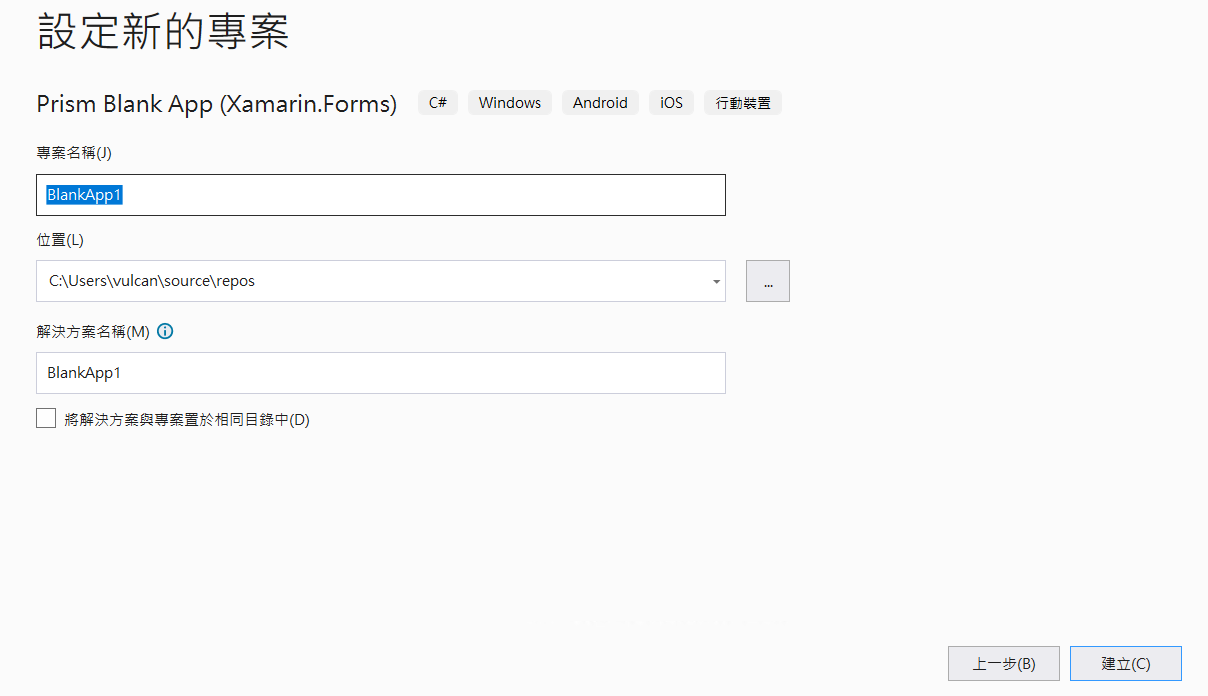 設定新的專案
Prism Blank App (Xamarin.Forms) C# Windows Android iOS 行動裝置
專案名稱(J)
BlankApp1
位置(L)
C:\Users\vulcan\source\repos ...
解決方案名稱(M)
BlankApp1
將解決方案與專案置於相同目錄中(D)
上一步(B) 建立(C)